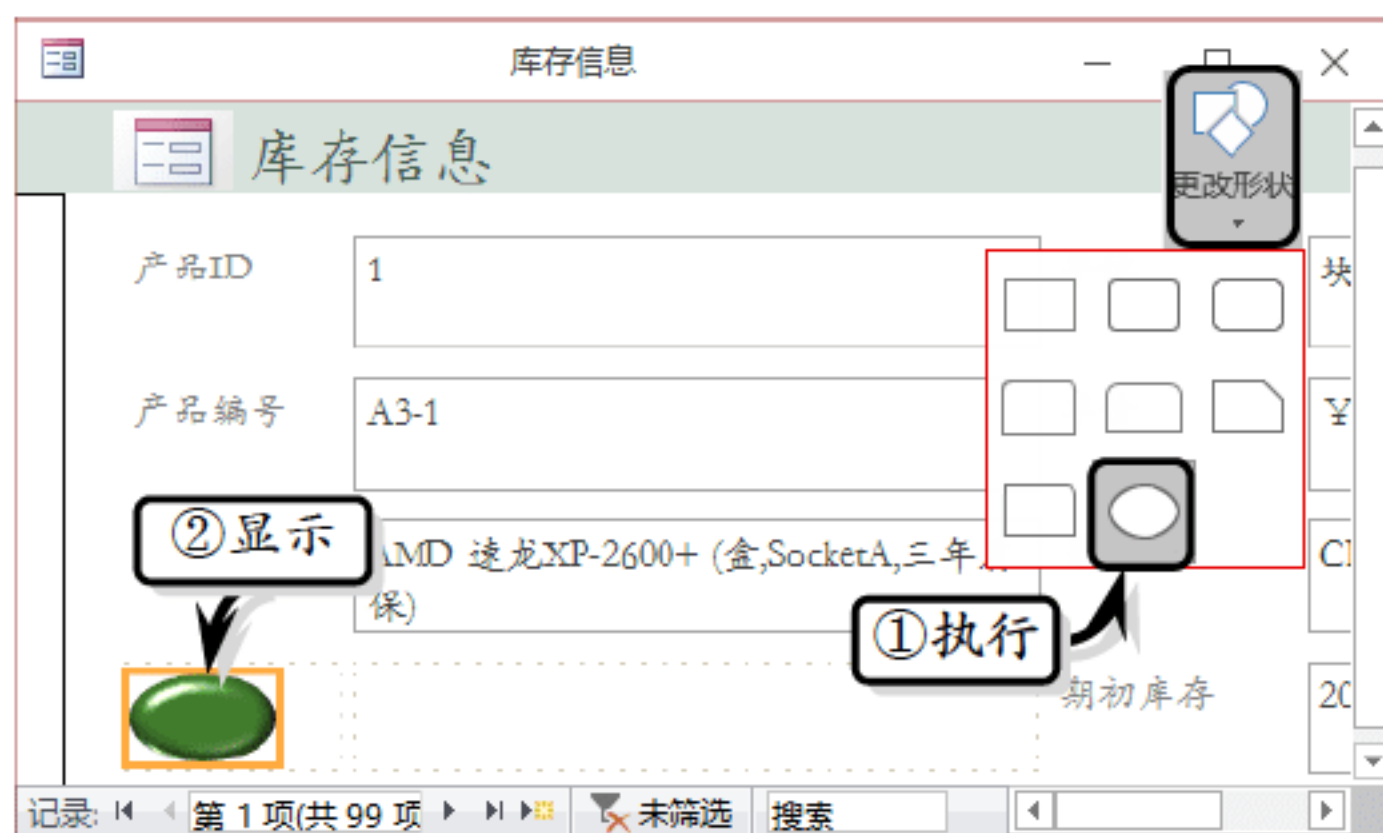 库存信息
库存信息
更改形状
产品ID
1
块
产品编号
A3-1
¥
②显示
AMD 速龙XP-2600+ (盒,SocketA,三年
保)
①执行
期初库存
20
记录:
第 1 项(共 99 项
未筛选
搜索